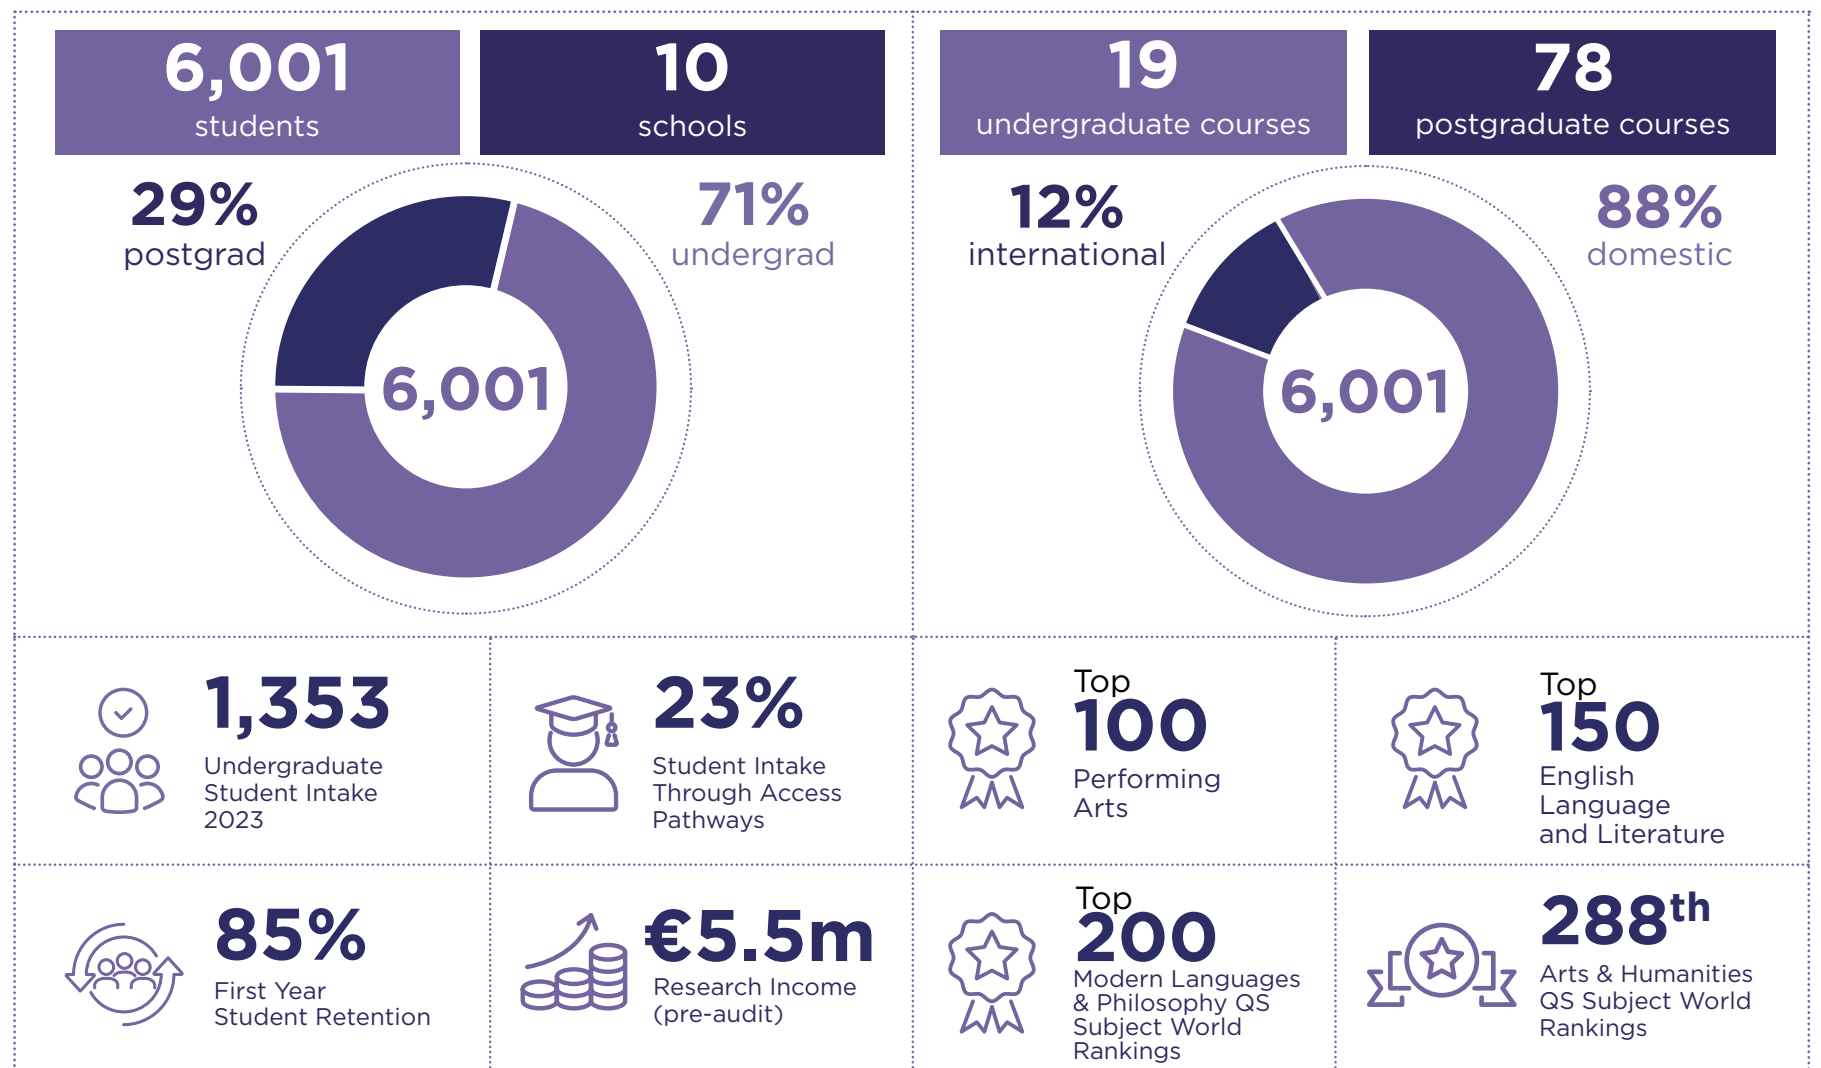 6,001
students
10
schools
19
undergraduate courses
78
postgraduate courses
29%
postgrad
71%
undergrad
6,001
12%
international
88%
domestic
6,001
1,353
Undergraduate
Student Intake
2023
23%
Student Intake
Through Access
Pathways
Top
100
Performing
Arts
Top
150
English
Language
and Literature
85%
First Year
Student Retention
€5.5m
Research Income
(pre-audit)
Top
200
Modern Languages
& Philosophy QS
Subject World
Rankings
288th
Arts & Humanities
QS Subject World
Rankings